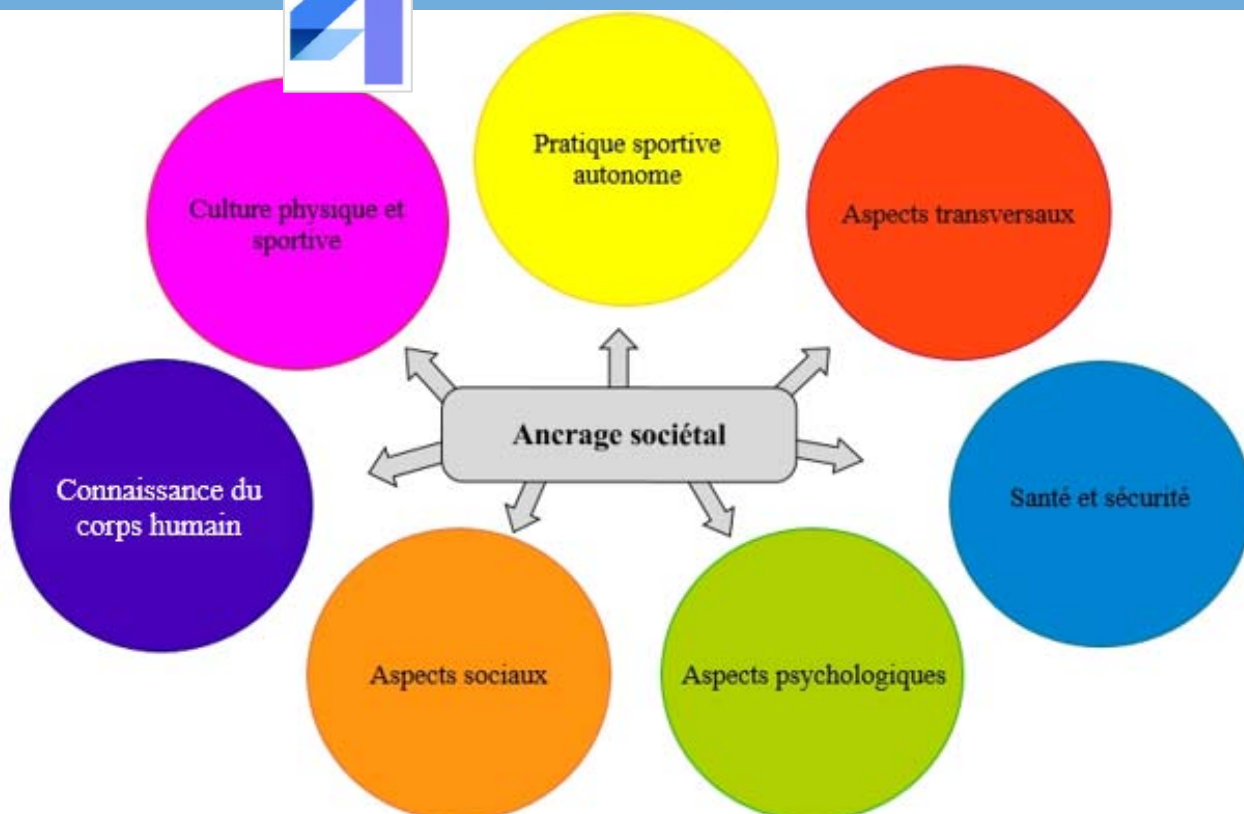 Pratique sportive
autonome
Culture physique et
sportive
Aspects transversaux
Ancrage sociétal
Connaissance du
corps humain
Santé et sécurité
Aspects sociaux
Aspects psychologiques